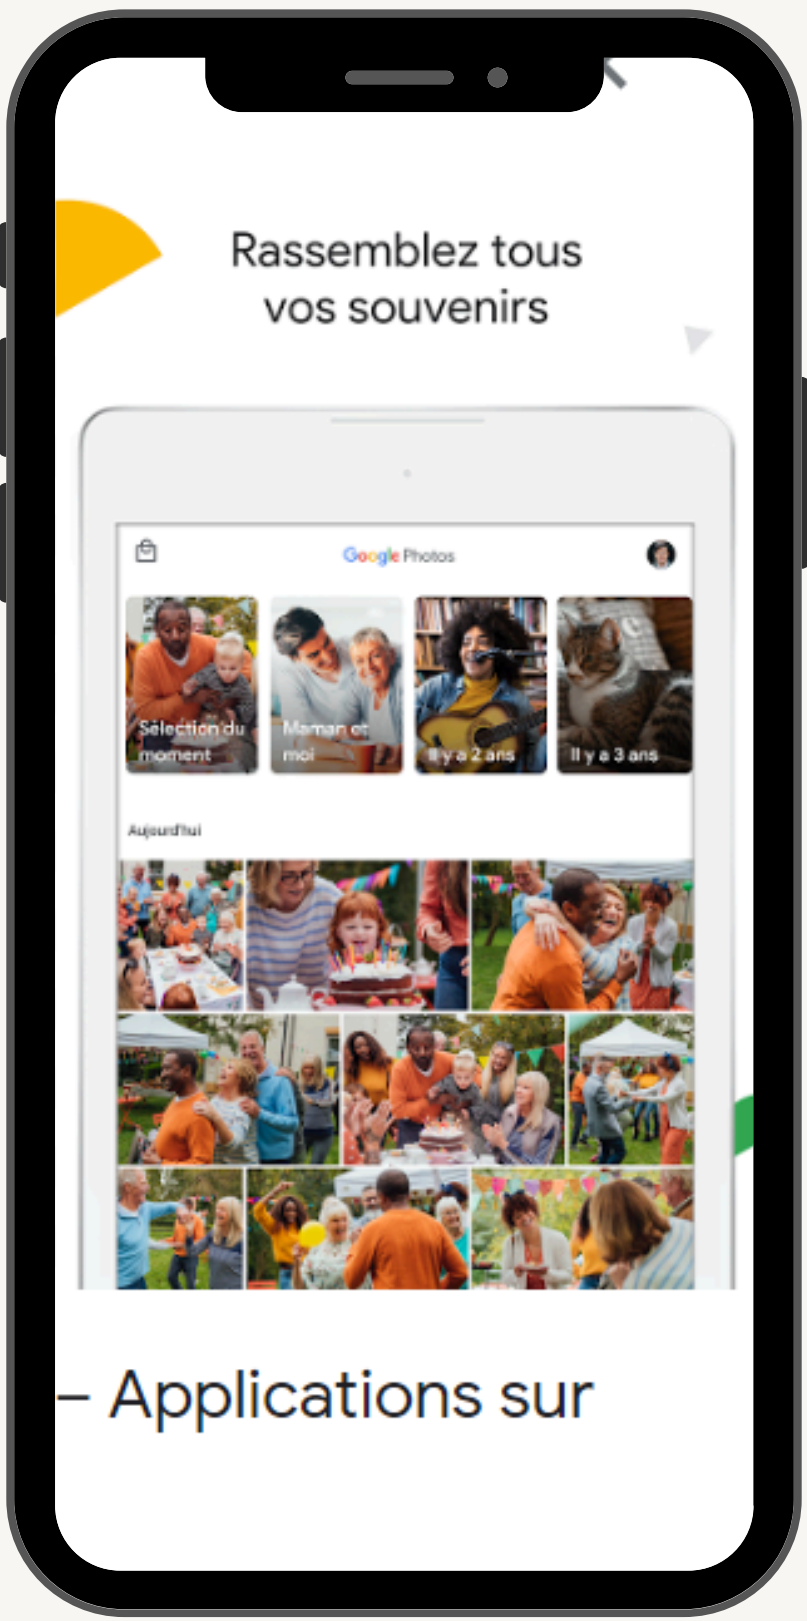 Rassemblez tous
vos souvenirs
Google Photos
Sélection du
moment
Maman et
moi
Il y a 2 ans
Il y a 3 ans
Aujourd'hui
– Applications sur